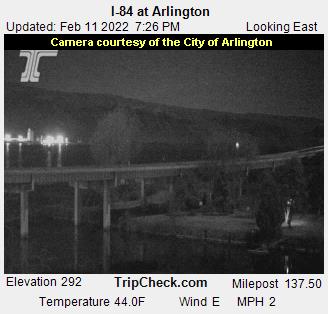 I-84 at Arlington
Updated: Feb 11 2022 7:26 PM Looking East
Camera courtesy of the City of Arlington
Elevation 292 TripCheck.com Milepost 137.50
Temperature 44.0F Wind E MPH 2